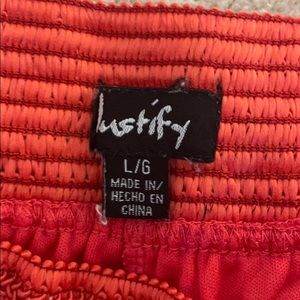 Justify
L/G
MADE IN/
HECHO EN
CHINA